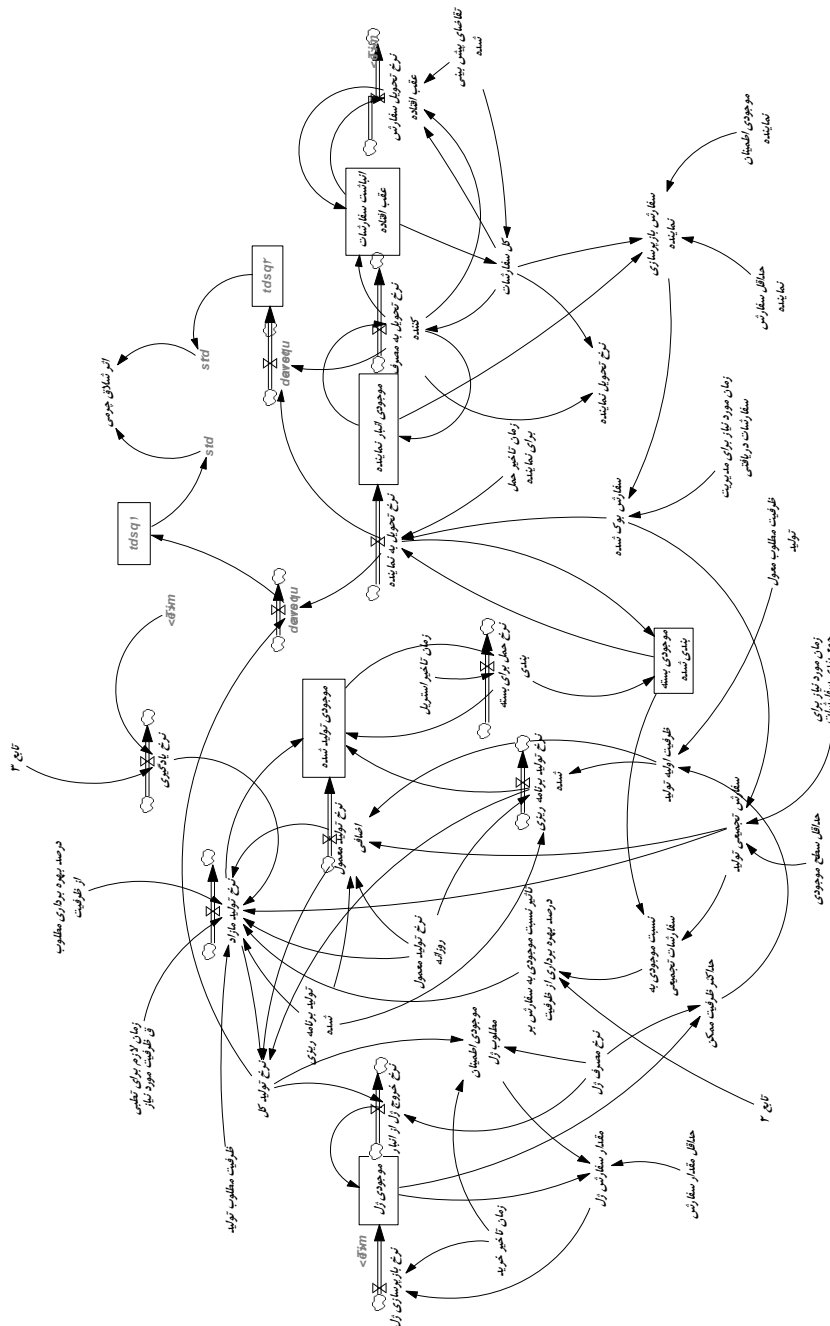 تقاضای پیش بینی
شده
نرخ تحویل سفارش
عقب افتاده
انباشت سفارشات
عقب افتاده
موجودی اطمینان
نماینده
سفارش بازپرسازی
نماینده
حداقل سفارش
نماینده
کل سفارشات
نرخ تحویل به مصرف
کننده
نرخ تحویل نماینده
tdsqr
std
اثر شلاق چرمی
std
tdsq1
موجودی انبار نماینده
زمان تاخیر حمل
برای نماینده
نرخ تحویل به نماینده
زمان مورد نیاز برای مدیریت
سفارشات دریافتی
سفارش بوک شده
ظرفیت مطلوب معمول
تولید
موجودی بسته
بندی شده
نرخ حمل برای بسته
بندی
زمان تاخیر استریل
موجودی تولید شده
نرخ یادگیری
تابع ۳
زمان مورد نیاز برای
ظرفیت اولیه تولید
نرخ تولید برنامه ریزی
شده
نرخ تولید معمول
اضافی
سفارش تجمیعی تولید
حداقل سطح موجودی
درصد بهره برداری مطلوب
از ظرفیت
نرخ تولید مازاد
نرخ تولید معمول
روزانه
تاثیر نسبت موجودی به سفارش بر
درصد بهره برداری از ظرفیت
نسبت موجودی به
سفارشات تجمیعی
تولید برنامه ریزی
شده
حداکثر ظرفیت ممکن
زمان لازم برای تطبی
ق ظرفیت مورد نیاز
نرخ تولید کل
موجودی اطمینان
مطلوب ژل
نرخ مصرف ژل
تابع ۲
ظرفیت مطلوب تولید
نرخ خروج ژل از انبار
موجودی ژل
مقدار سفارش ژل
حداقل مقدار سفارش
زمان تاخیر خرید
نرخ بازپرسازی ژل